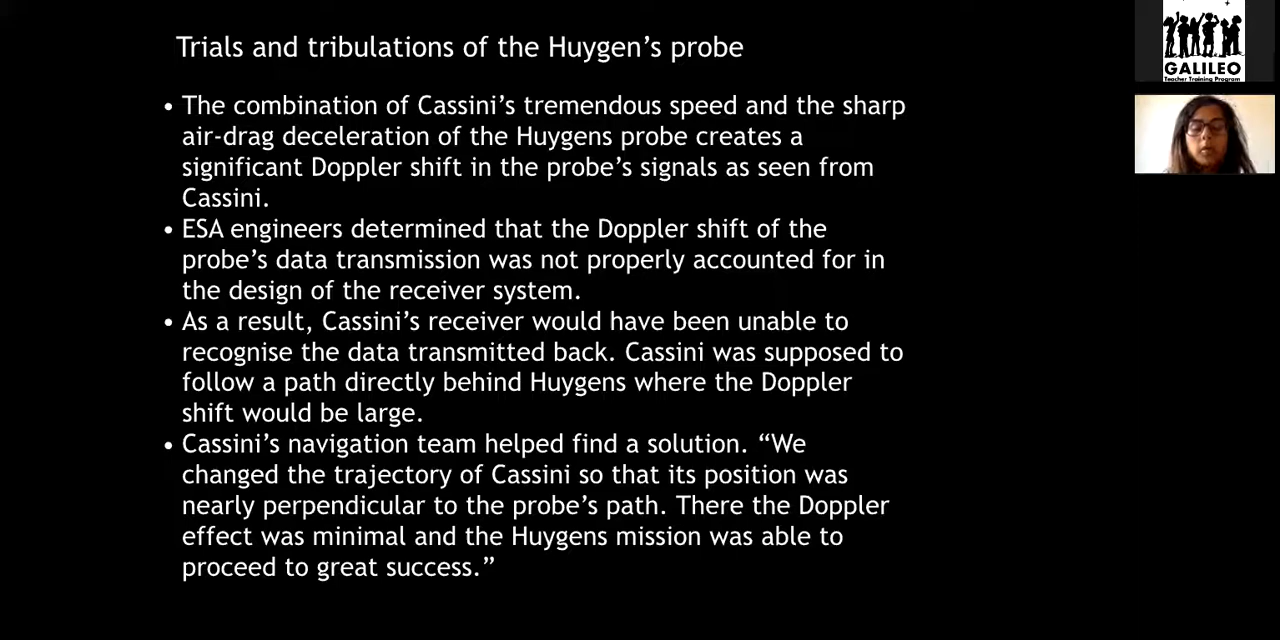 Trials and tribulations of the Huygen’s probe
• The combination of Cassini’s tremendous speed and the sharp
air-drag deceleration of the Huygens probe creates a
significant Doppler shift in the probe’s signals as seen from
Cassini.
• ESA engineers determined that the Doppler shift of the
probe’s data transmission was not properly accounted for in
the design of the receiver system.
• As a result, Cassini’s receiver would have been unable to
recognise the data transmitted back. Cassini was supposed to
follow a path directly behind Huygens where the Doppler
shift would be large.
• Cassini’s navigation team helped find a solution. “We
changed the trajectory of Cassini so that its position was
nearly perpendicular to the probe’s path. There the Doppler
effect was minimal and the Huygens mission was able to
proceed to great success.”
GALILEO
Teacher Training Program